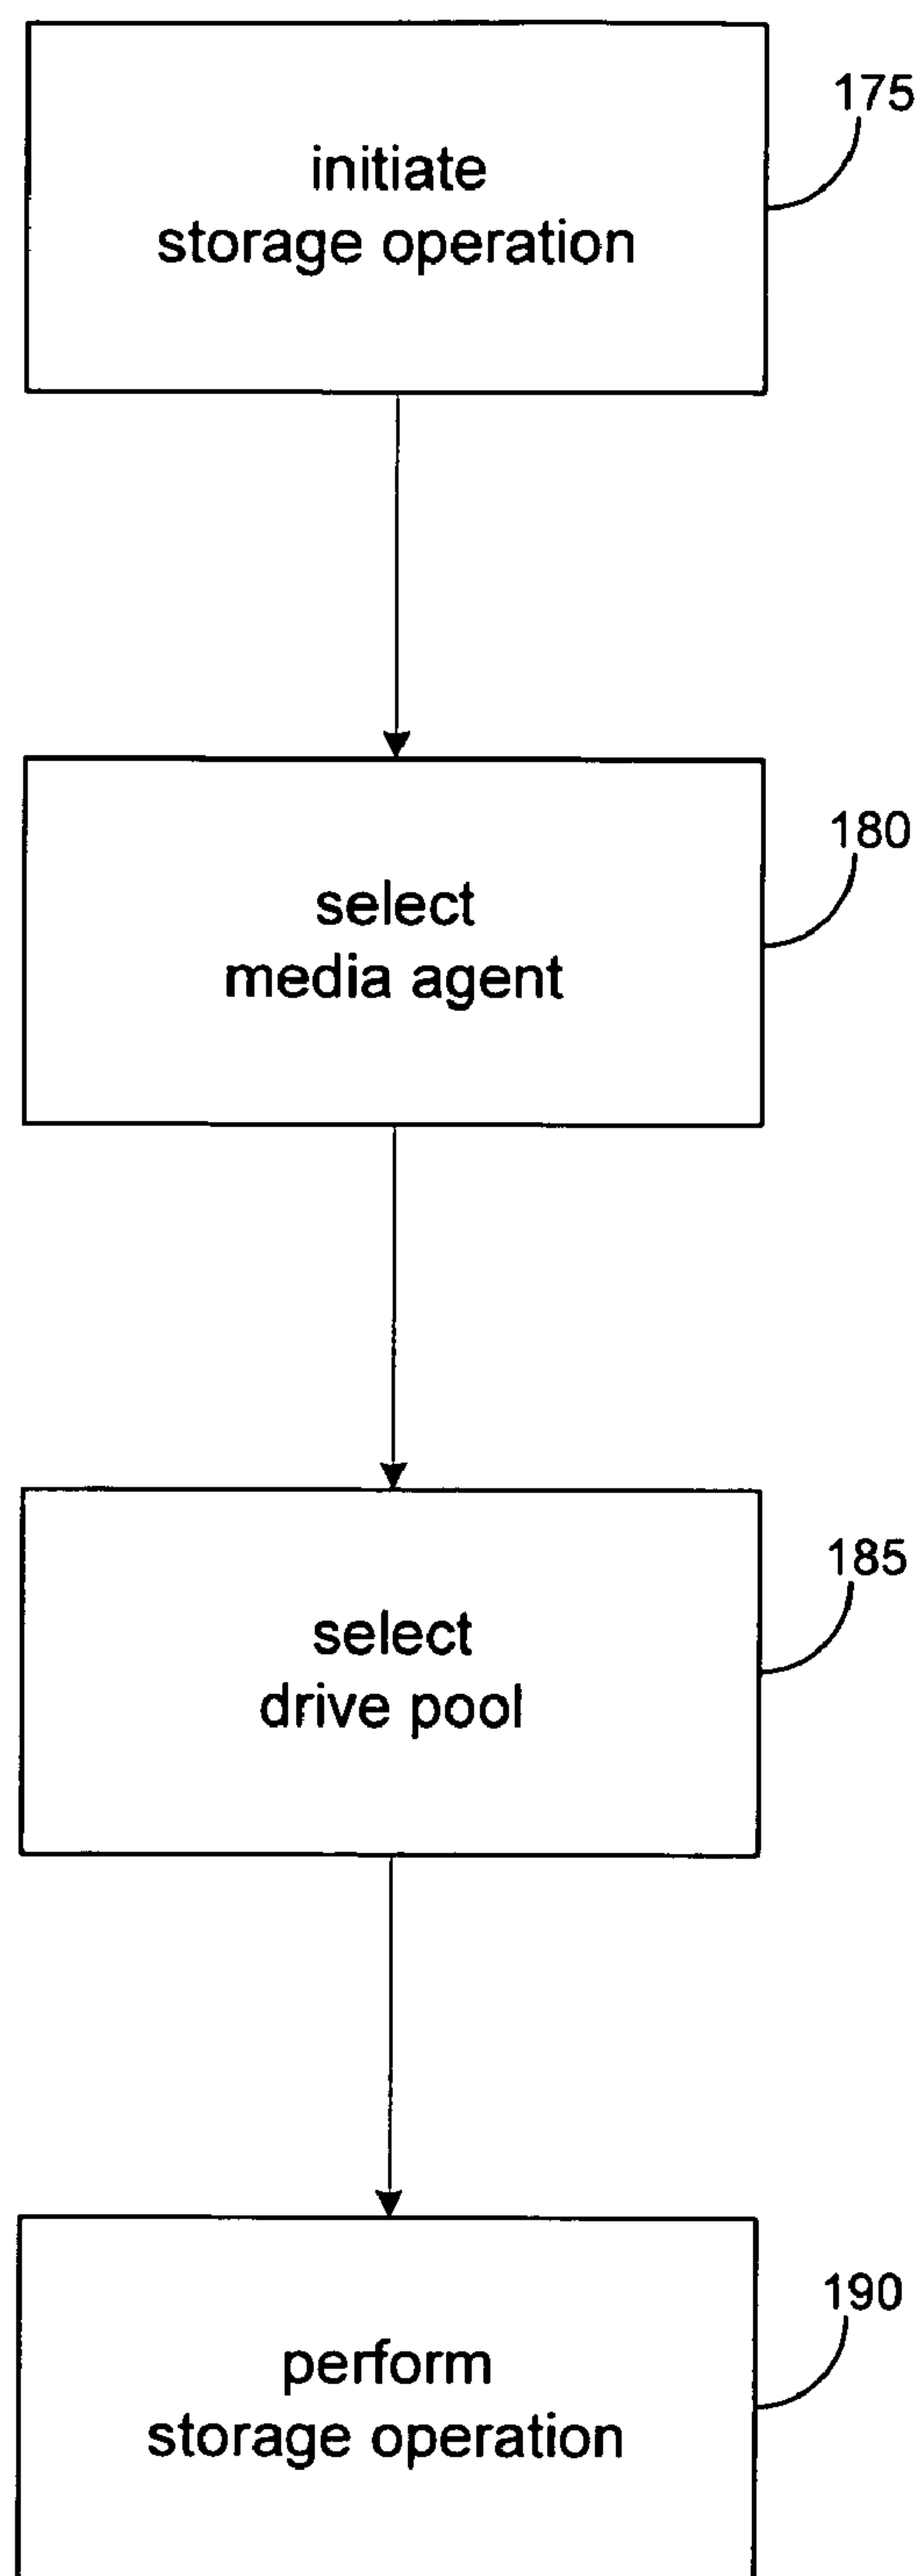 initiate
storage operation
175
select
media agent
180
select
drive pool
185
perform
storage operation
190